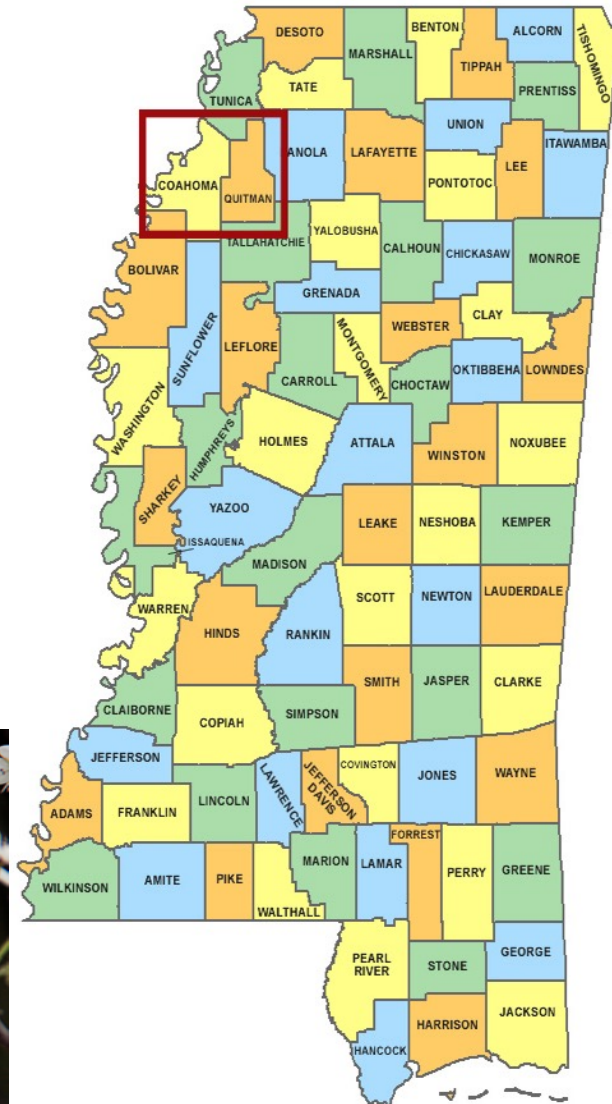 DESOTO
MARSHALL
BENTON
TIPPAH
ALCORN
TISHOMINGO
TUNICA
TATE
PRENTISS
UNION
ITAWAMBA
ANOLA
LAFAYETTE
LEE
PONTOTOC
COAHOMA
QUITMAN
YALOBUSHA
CALHOUN
CHICKASAW
MONROE
TALLAHATCHIE
BOLIVAR
GRENADA
SUNFLOWER
LEFLORE
MONTGOMERY
WEBSTER
CLAY
CARROLL
CHOCTAW
OKTIBBEHA
LOWNDES
WASHINGTON
HUMPHREYS
HOLMES
ATTALA
WINSTON
NOXUBEE
SHARKEY
YAZOO
LEAKE
NESHOBA
KEMPER
ISSAQUENA
MADISON
WARREN
SCOTT
NEWTON
LAUDERDALE
HINDS
RANKIN
SMITH
JASPER
CLARKE
CLAIBORNE
COPIAH
SIMPSON
JEFFERSON
LAWRENCE
JEFFERSON
DAVIS
COVINGTON
JONES
WAYNE
ADAMS
FRANKLIN
LINCOLN
FORREST
WILKINSON
AMITE
PIKE
WALTHALL
MARION
LAMAR
PERRY
GREENE
PEARL
RIVER
STONE
GEORGE
HANCOCK
HARRISON
JACKSON